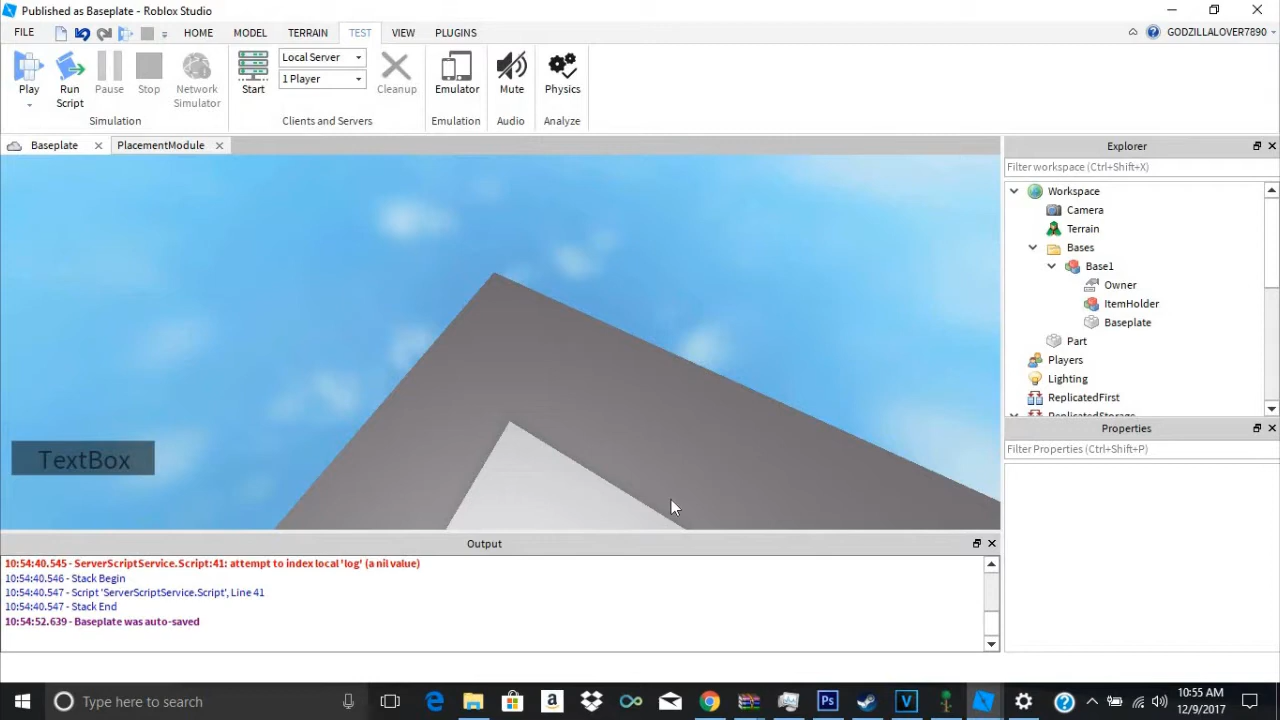 Published as Baseplate - Roblox Studio
FILE HOME MODEL TERRAIN TEST VIEW PLUGINS GODZILLALOVER7890
Play Run Script Pause Stop Network Simulator
Simulation
Local Server
1 Player
Start Cleanup
Clients and Servers
Emulator
Emulation
Mute
Audio
Physics
Analyze
Baseplate PlacementModule
TextBox
Explorer
Filter workspace (Ctrl+Shift+X)
Workspace
Camera
Terrain
Bases
Base1
Owner
ItemHolder
Baseplate
Part
Players
Lighting
ReplicatedFirst
ReplicatedStorage
Properties
Filter Properties (Ctrl+Shift+P)
Output
10:54:40.545 - ServerScriptService.Script:41: attempt to index local 'log' (a nil value)
10:54:40.546 - Stack Begin
10:54:40.547 - Script 'ServerScriptService.Script', Line 41
10:54:40.547 - Stack End
10:54:52.639 - Baseplate was auto-saved
Type here to search
10:55 AM
12/9/2017